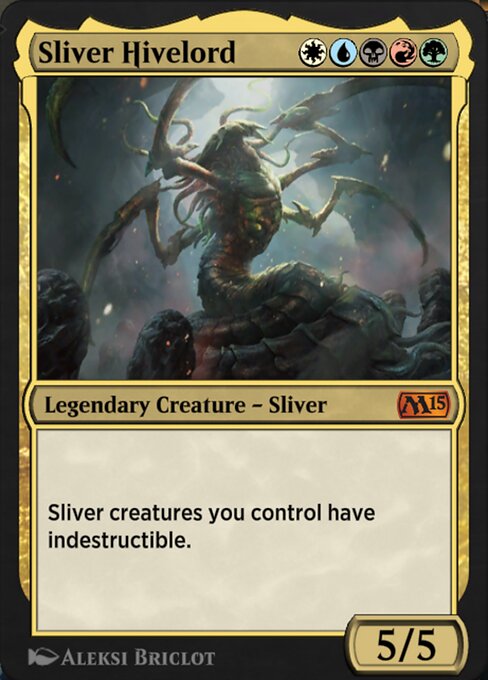 Sliver Hivelord
Legendary Creature – Sliver
M15
Sliver creatures you control have
indestructible.
5/5
Aleksi Briclot